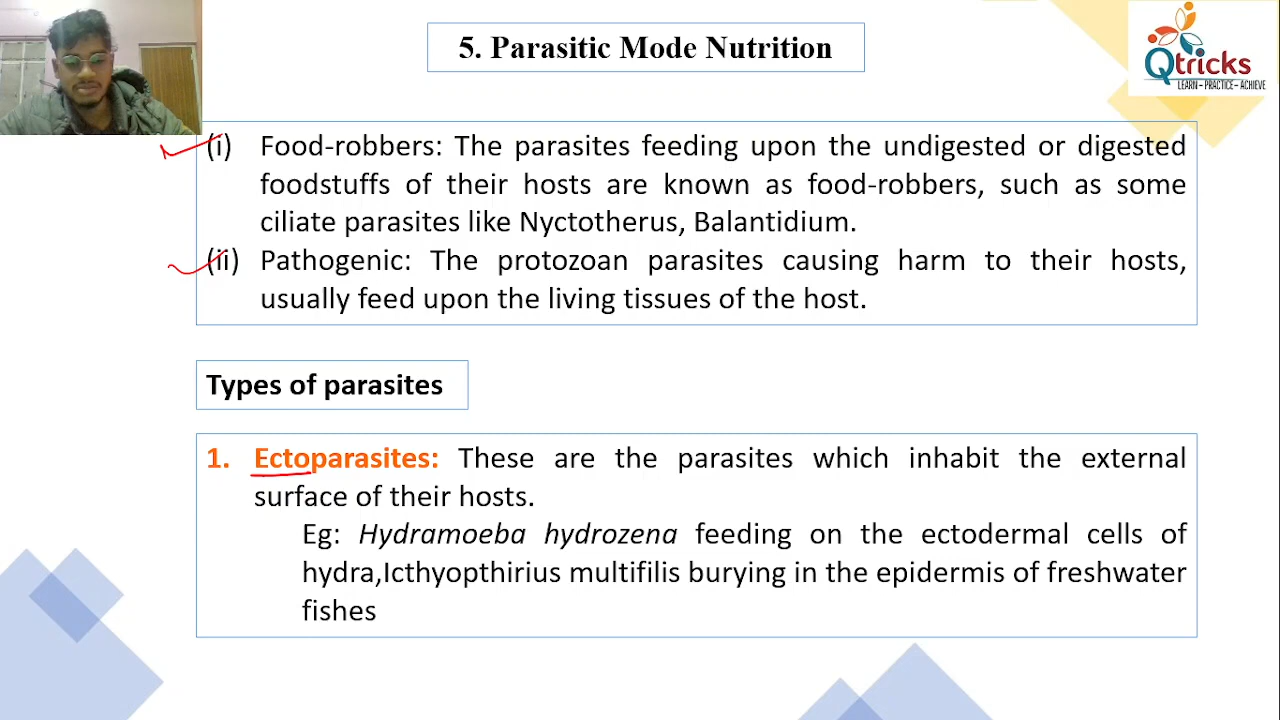 5. Parasitic Mode Nutrition
Qtricks
LEARN – PRACTICE – ACHIEVE
(i) Food-robbers: The parasites feeding upon the undigested or digested
foodstuffs of their hosts are known as food-robbers, such as some
ciliate parasites like Nyctotherus, Balantidium.
(ii) Pathogenic: The protozoan parasites causing harm to their hosts,
usually feed upon the living tissues of the host.
Types of parasites
1. Ectoparasites: These are the parasites which inhabit the external
surface of their hosts.
Eg: Hydramoeba hydrozena feeding on the ectodermal cells of
hydra,Icthyopthirius multifilis burying in the epidermis of freshwater
fishes